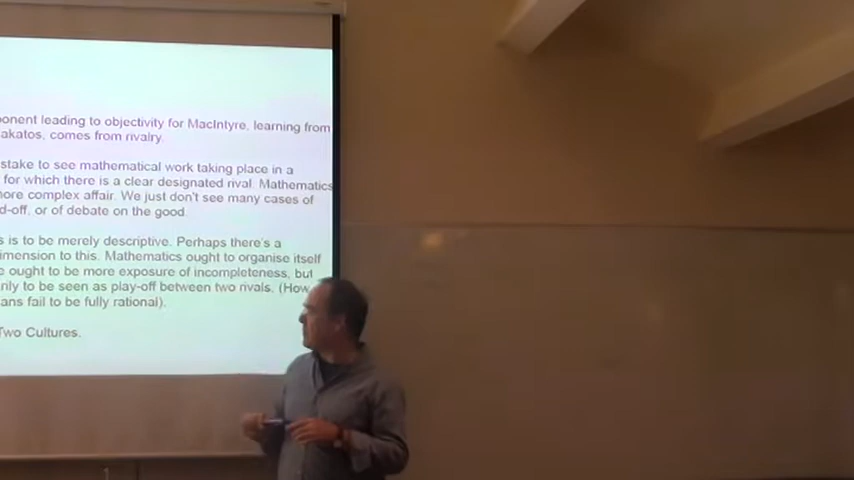 onent leading to objectivity for MacIntyre, learning from
akatos, comes from rivalry.
stake to see mathematical work taking place in a
for which there is a clear designated rival. Mathematics
nore complex affair. We just don't see many cases of
d-off, or of debate on the good.
s is to be merely descriptive. Perhaps there's a
imension to this. Mathematics ought to organise itself
e ought to be more exposure of incompleteness, but
nly to be seen as play-off between two rivals. (How
ans fail to be fully rational).
Two Cultures.